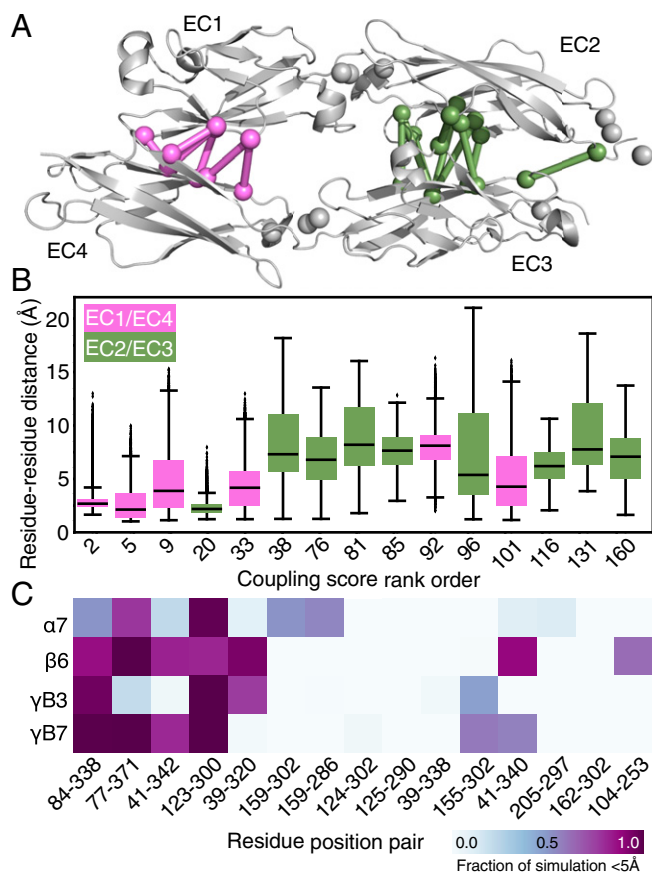 A
EC1
EC2
EC4
EC3
B
Residue-residue distance (Å)
20
15
10
5
0
EC1/EC4
EC2/EC3
2 5 9 20 33 38 76 81 85 92 96 101 116 131 160
Coupling score rank order
C
α7
β6
γB3
γB7
84-338 77-371 41-342 123-300 39-320 159-302 159-286 124-302 125-290 39-338 155-302 41-340 205-297 162-302 104-253
Residue position pair
0.0 0.5 1.0
Fraction of simulation <5Å